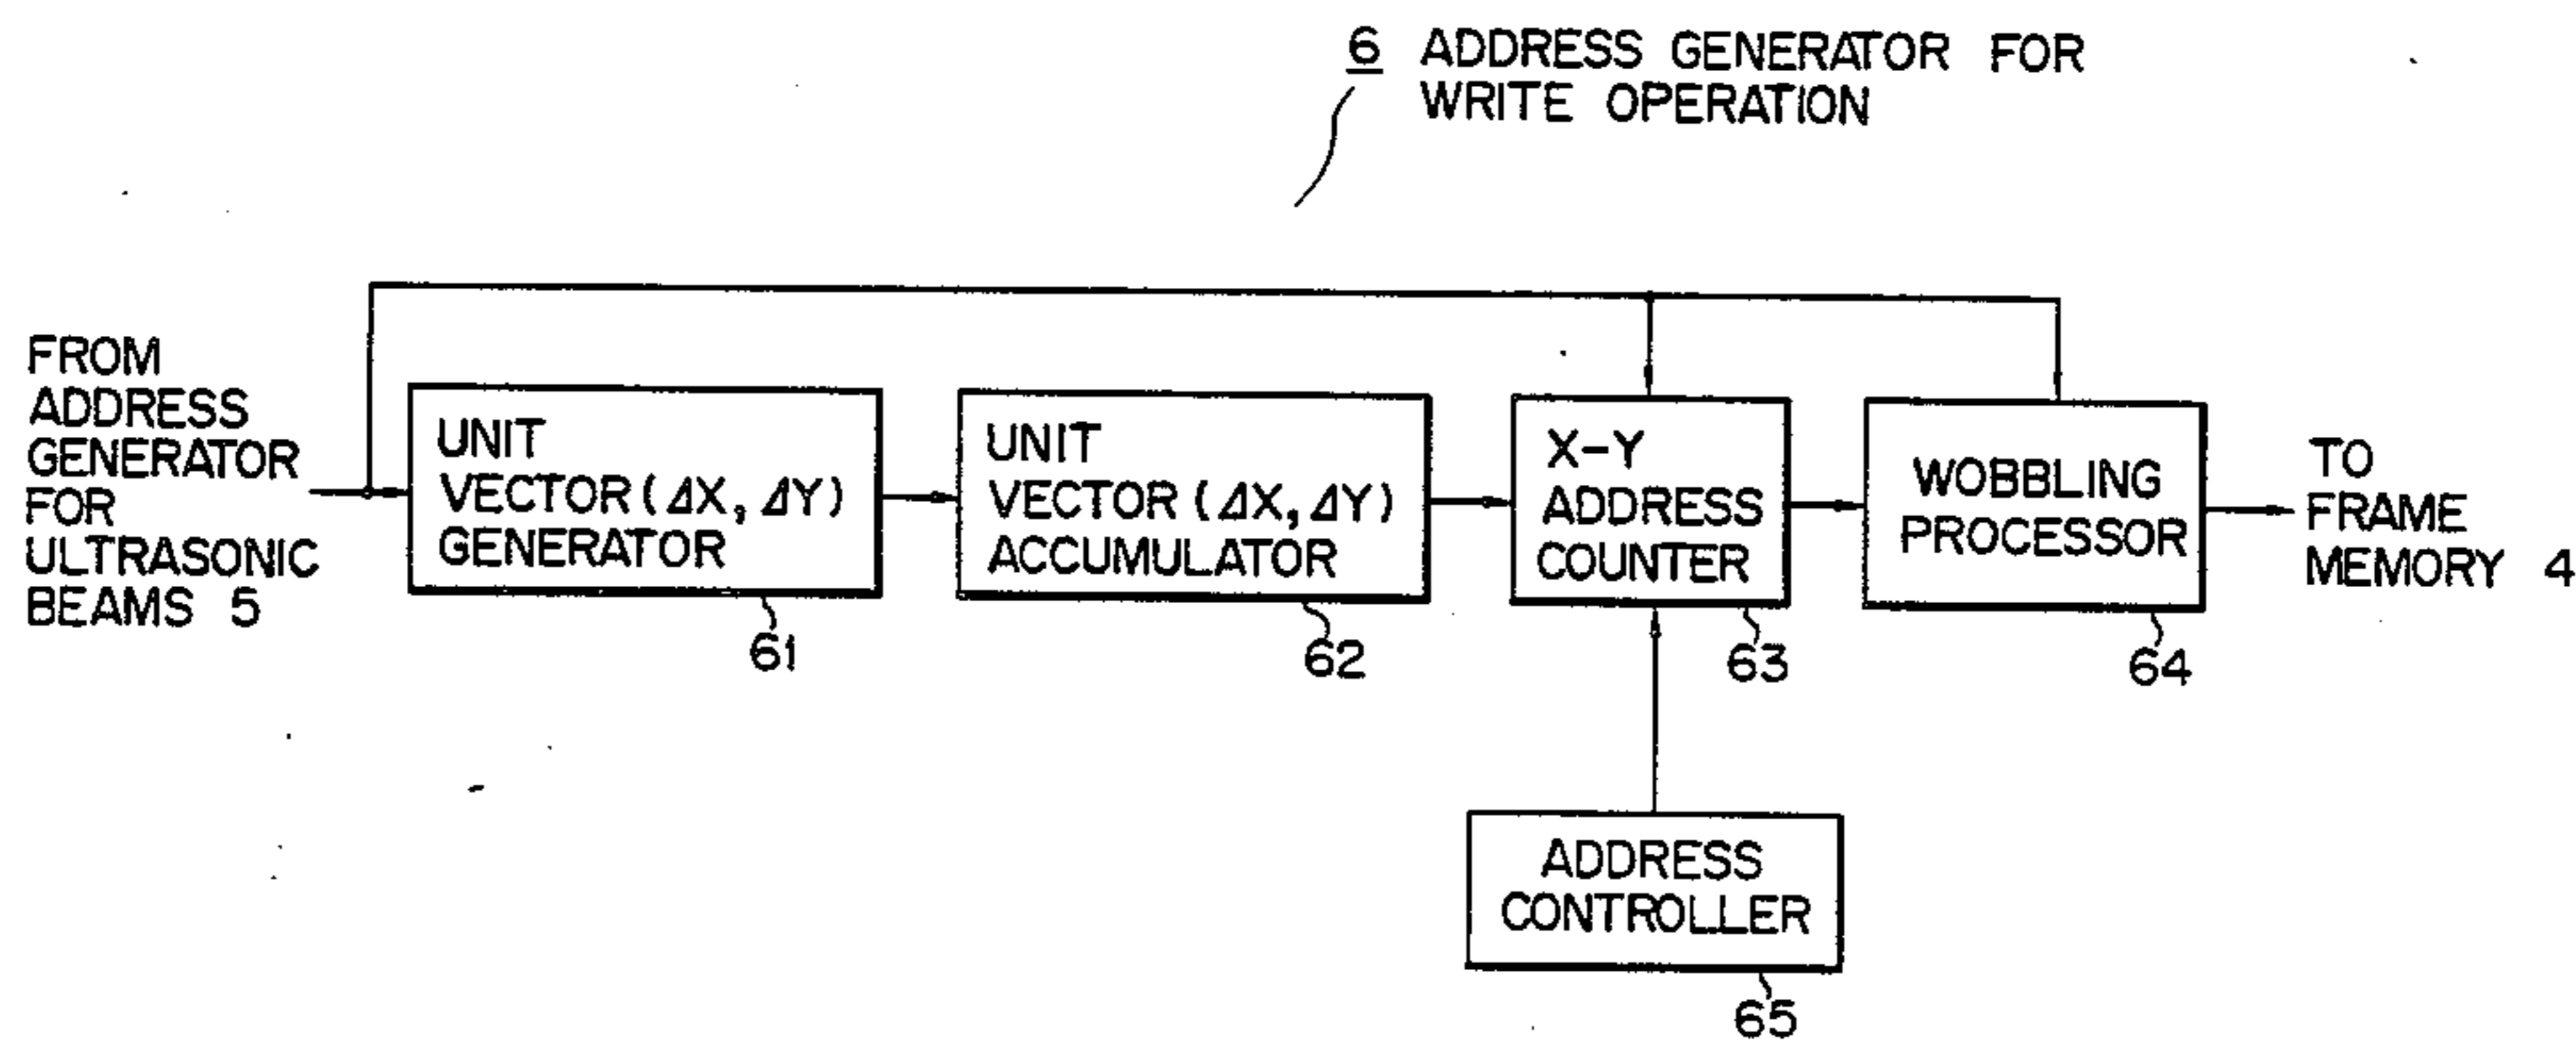 6 ADDRESS GENERATOR FOR
WRITE OPERATION
FROM
ADDRESS
GENERATOR
FOR
ULTRASONIC
BEAMS 5
UNIT
VECTOR (ΔX, ΔY)
GENERATOR
61
UNIT
VECTOR (ΔX, ΔY)
ACCUMULATOR
62
X-Y
ADDRESS
COUNTER
63
WOBBLING
PROCESSOR
64
TO
FRAME
MEMORY 4
ADDRESS
CONTROLLER
65